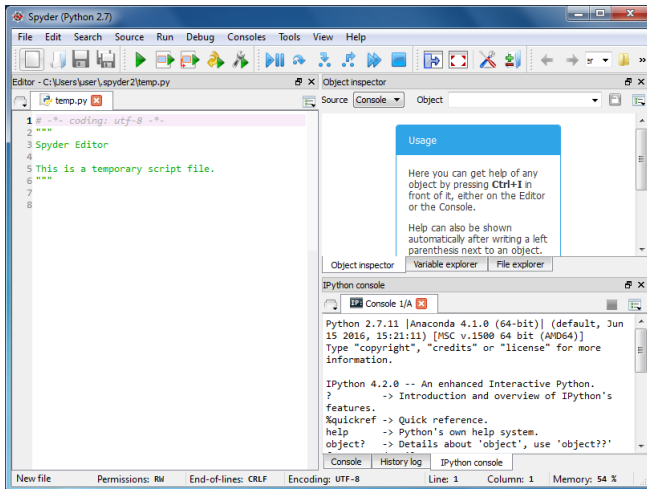 Spyder (Python 2.7)
File Edit Search Source Run Debug Consoles Tools View Help
Editor - C:\Users\user\.spyder2\temp.py
temp.py
1 # -*- coding: utf-8 -*-
2 """
3 Spyder Editor
4
5 This is a temporary script file.
6 """
7
8
Object inspector
Source Console Object
Usage
Here you can get help of any
object by pressing Ctrl+I in
front of it, either on the Editor
or the Console.
Help can also be shown
automatically after writing a left
parenthesis next to an object.
Object inspector Variable explorer File explorer
IPython console
IP: Console 1/A
Python 2.7.11 |Anaconda 4.1.0 (64-bit)| (default, Jun
15 2016, 15:21:11) [MSC v.1500 64 bit (AMD64)]
Type "copyright", "credits" or "license" for more
information.
IPython 4.2.0 -- An enhanced Interactive Python.
? -> Introduction and overview of IPython's
features.
%quickref -> Quick reference.
help -> Python's own help system.
object? -> Details about 'object', use 'object??'
Console History log IPython console
New file Permissions: RW End-of-lines: CRLF Encoding: UTF-8 Line: 1 Column: 1 Memory: 54 %